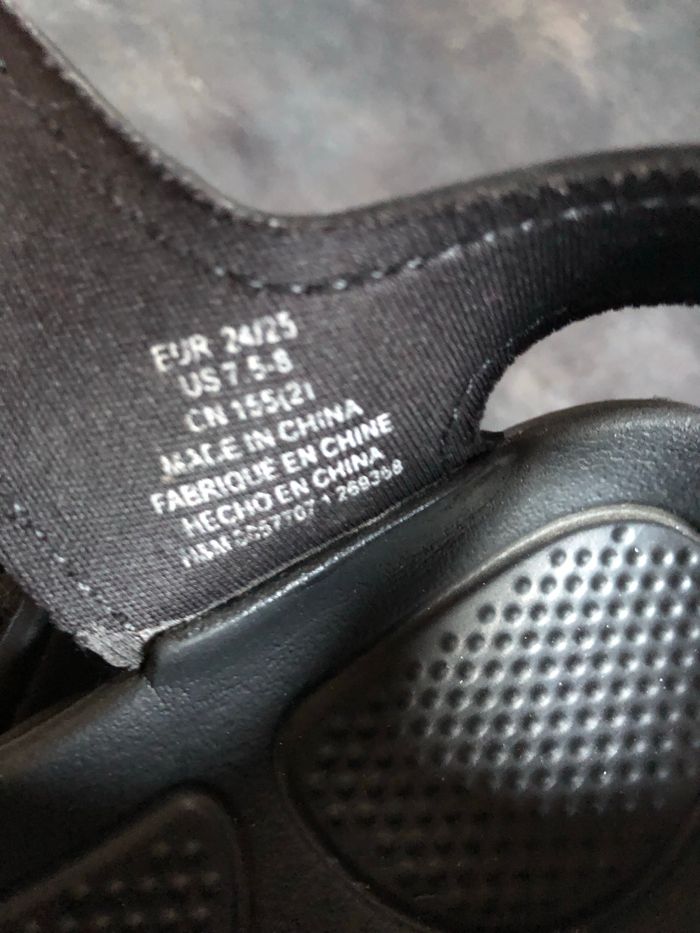 EUR 24/25
US 7.5-8
CN 155(2)
MADE IN CHINA
FABRIQUE EN CHINE
HECHO EN CHINA
H&M